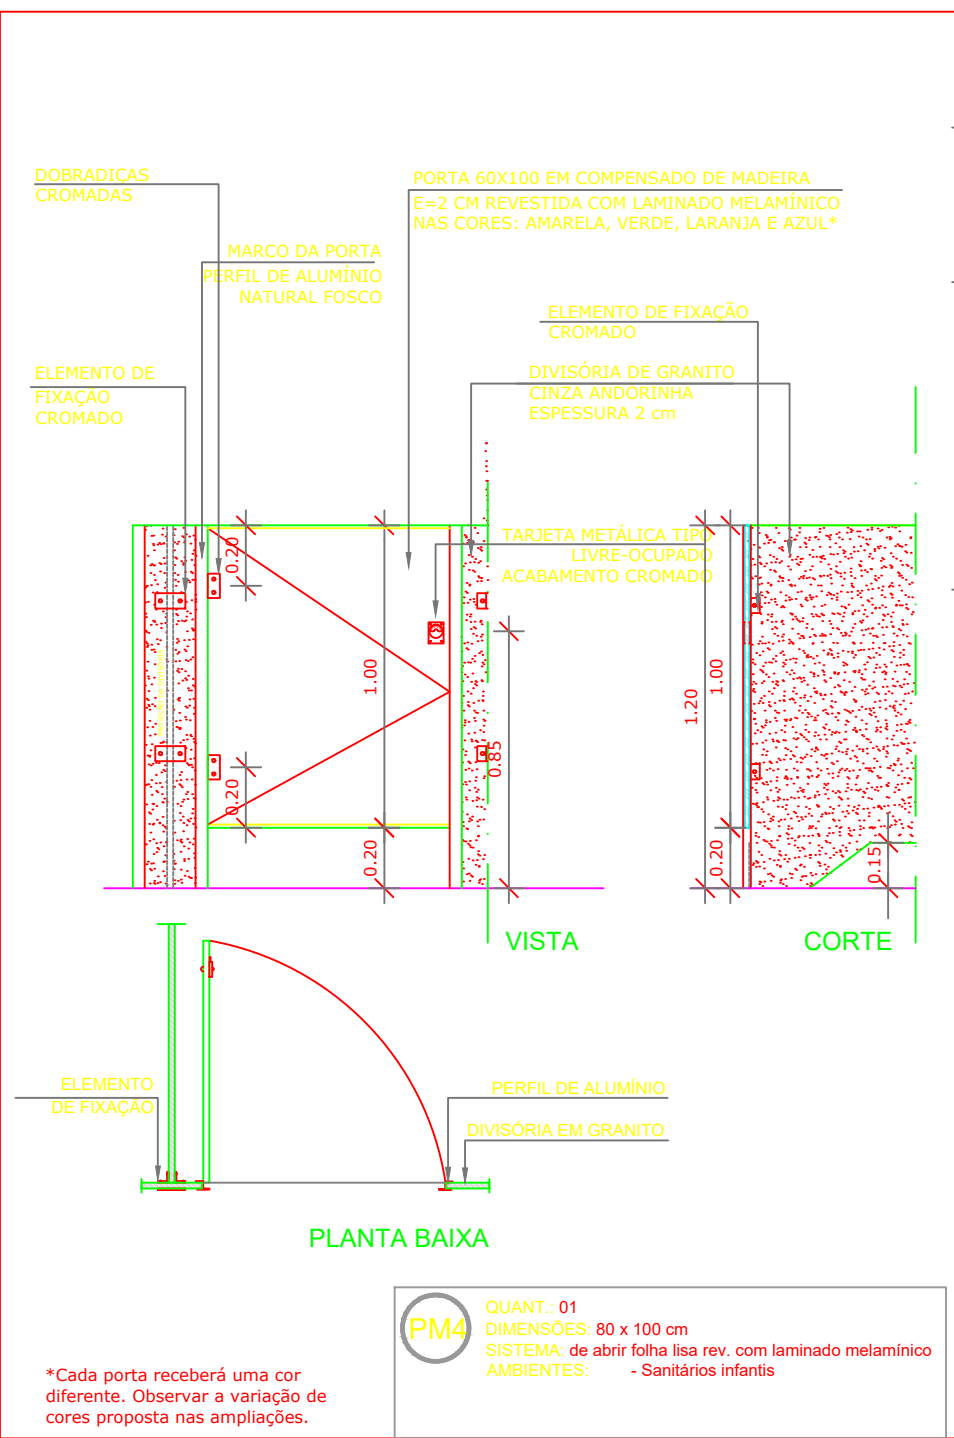 DOBRADIÇAS
CROMADAS
PORTA 60X100 EM COMPENSADO DE MADEIRA
E=2 CM REVESTIDA COM LAMINADO MELAMÍNICO
NAS CORES: AMARELA, VERDE, LARANJA E AZUL*
MARCO DA PORTA
PERFIL DE ALUMÍNIO
NATURAL FOSCO
ELEMENTO DE FIXAÇÃO
CROMADO
ELEMENTO DE
FIXAÇÃO
CROMADO
DIVISÓRIA DE GRANITO
CINZA ANDORINHA
ESPESSURA 2 cm
TARJETA METÁLICA TIPO
LIVRE-OCUPADO
ACABAMENTO CROMADO
0.20
1.00
0.85
0.20
0.20
1.20
1.00
0.20
0.15
VISTA
CORTE
ELEMENTO
DE FIXAÇÃO
PERFIL DE ALUMÍNIO
DIVISÓRIA EM GRANITO
PLANTA BAIXA
PM4
QUANT.: 01
DIMENSÕES: 80 x 100 cm
SISTEMA: de abrir folha lisa rev. com laminado melamínico
AMBIENTES: - Sanitários infantis
*Cada porta receberá uma cor
diferente. Observar a variação de
cores proposta nas ampliações.